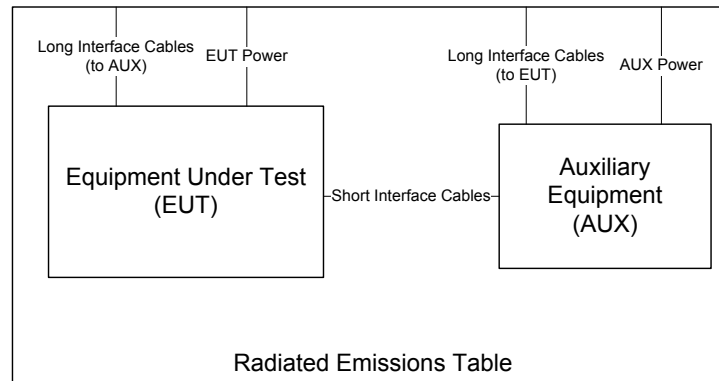 Long Interface Cables
(to AUX)
EUT Power
Long Interface Cables
(to EUT)
AUX Power
Equipment Under Test
(EUT)
Short Interface Cables
Auxiliary
Equipment
(AUX)
Radiated Emissions Table